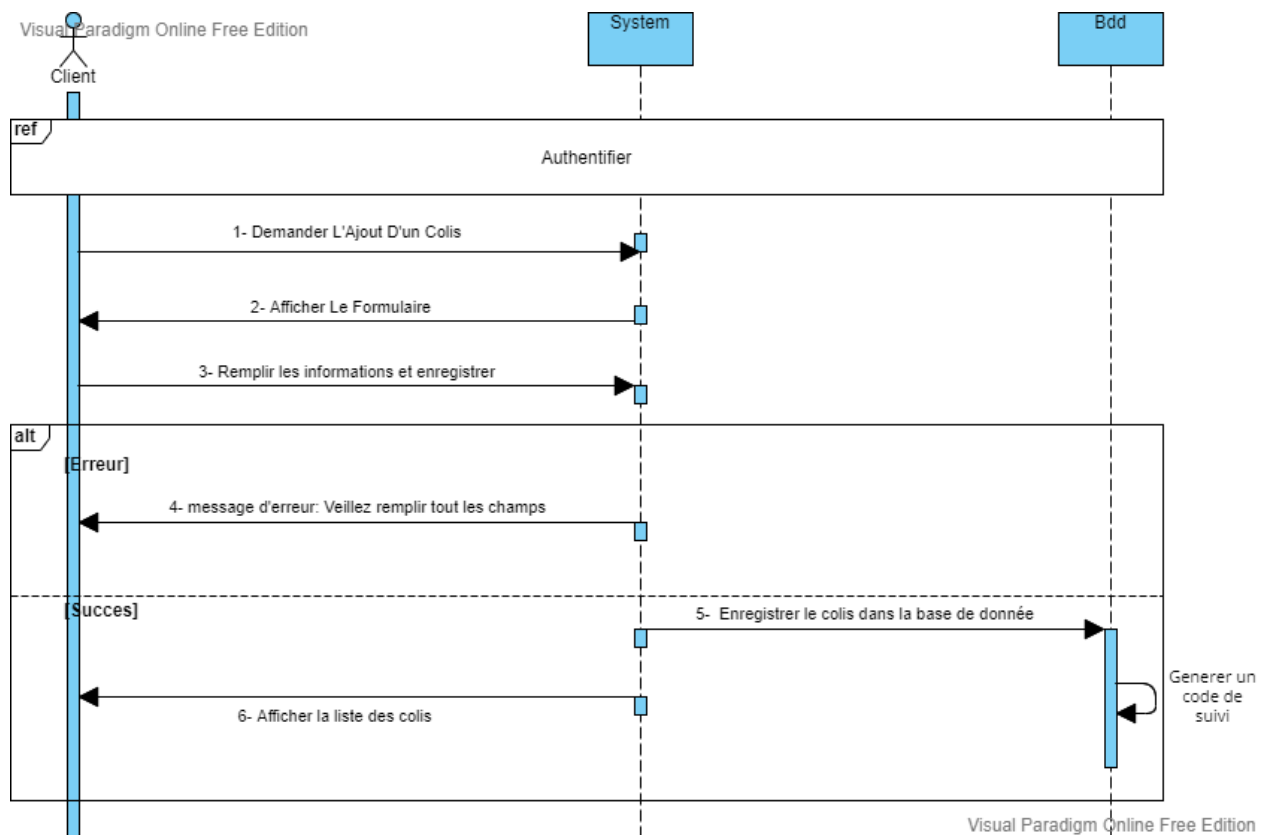 Visual Paradigm Online Free Edition
System
Bdd
Client
ref
Authentifier
1- Demander L'Ajout D'un Colis
2- Afficher Le Formulaire
3- Remplir les informations et enregistrer
alt
[Erreur]
4- message d'erreur: Veillez remplir tout les champs
[Succes]
5- Enregistrer le colis dans la base de donnée
Generer un
code de
suivi
6- Afficher la liste des colis
Visual Paradigm Online Free Edition